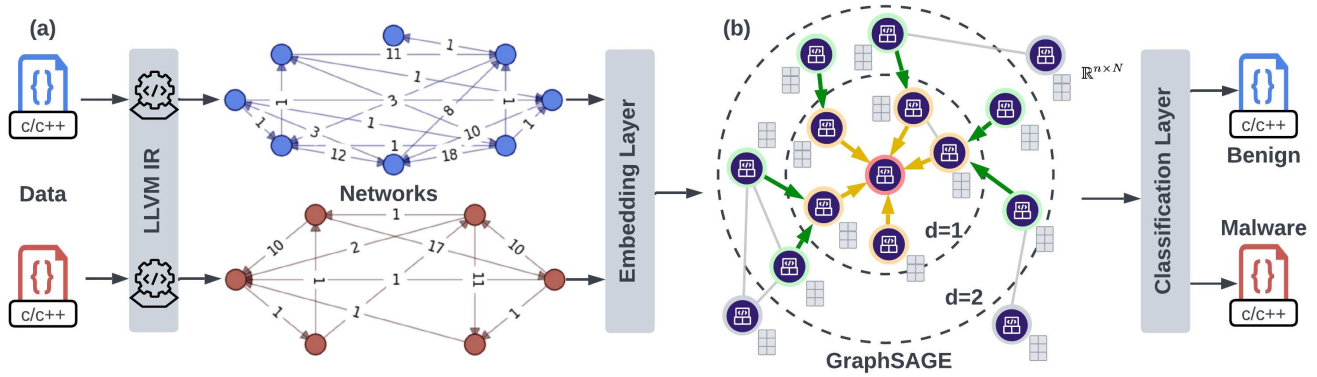 (a)
c/c++
Data
c/c++
LLVM IR
11
1
1
3
8
1
1
1
3
1
10
1
1
12
18
Networks
1
10
2
17
10
1
1
11
1
1
1
Embedding Layer
(b)
ℝⁿˣᴺ
d=1
d=2
GraphSAGE
Classification Layer
c/c++
Benign
Malware
c/c++